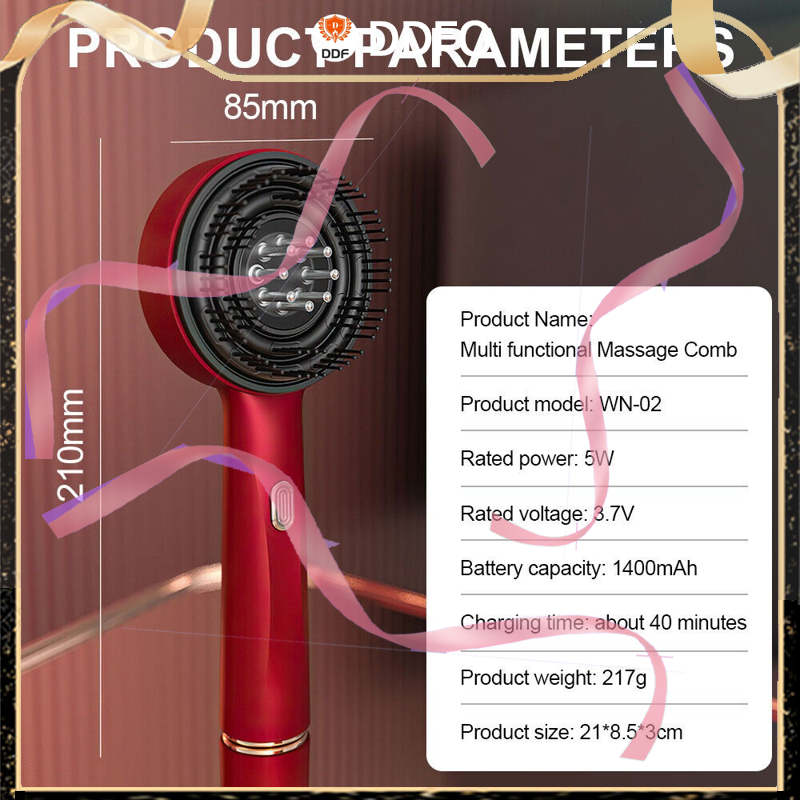 PRODUCT PARAMETERS
D
DDF
85mm
210mm
Product Name:
Multi functional Massage Comb
Product model: WN-02
Rated power: 5W
Rated voltage: 3.7V
Battery capacity: 1400mAh
Charging time: about 40 minutes
Product weight: 217g
Product size: 21*8.5*3cm